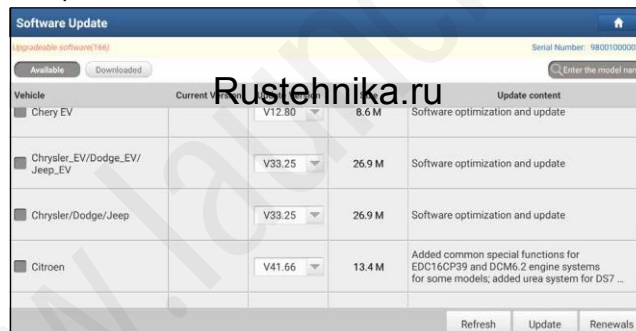 Software Update
Upgradeable software(166)
Serial Number: 9800100000
Available
Downloaded
Enter the model nam
Rustehnika.ru
Vehicle
Current Version
Update content
Chery EV
V12.80
8.6 M
Software optimization and update
Chrysler_EV/Dodge_EV/
Jeep_EV
V33.25
26.9 M
Software optimization and update
Chrysler/Dodge/Jeep
V33.25
26.9 M
Software optimization and update
Citroen
V41.66
13.4 M
Added common special functions for
EDC16CP39 and DCM6.2 engine systems
for some models; added urea system for DS7 ...
Refresh
Update
Renewals